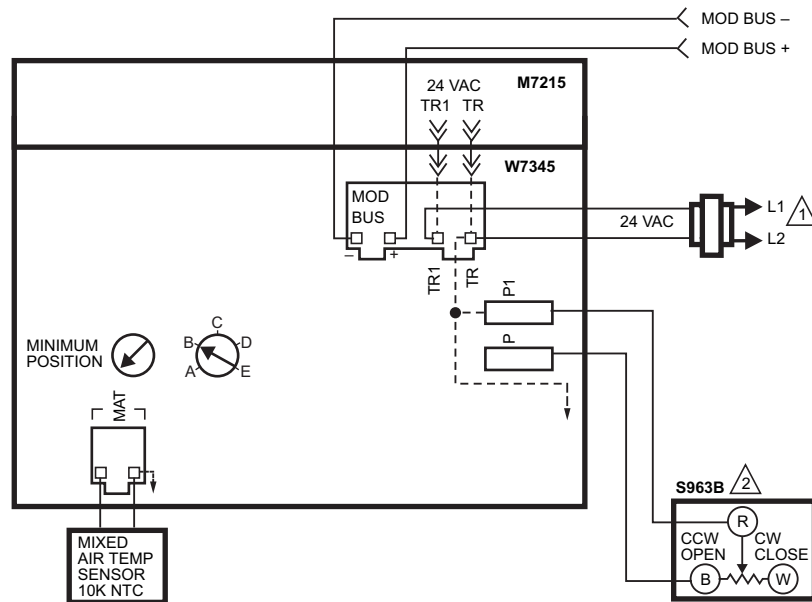 MOD BUS –
MOD BUS +
24 VAC
TR1 TR
M7215
W7345
MOD
BUS
–
+
TR1
TR
24 VAC
L1
L2
1
P1
P
MINIMUM
POSITION
A
B
C
D
E
MAT
MIXED
AIR TEMP
SENSOR
10K NTC
S963B
2
R
CCW
OPEN
CW
CLOSE
B
W